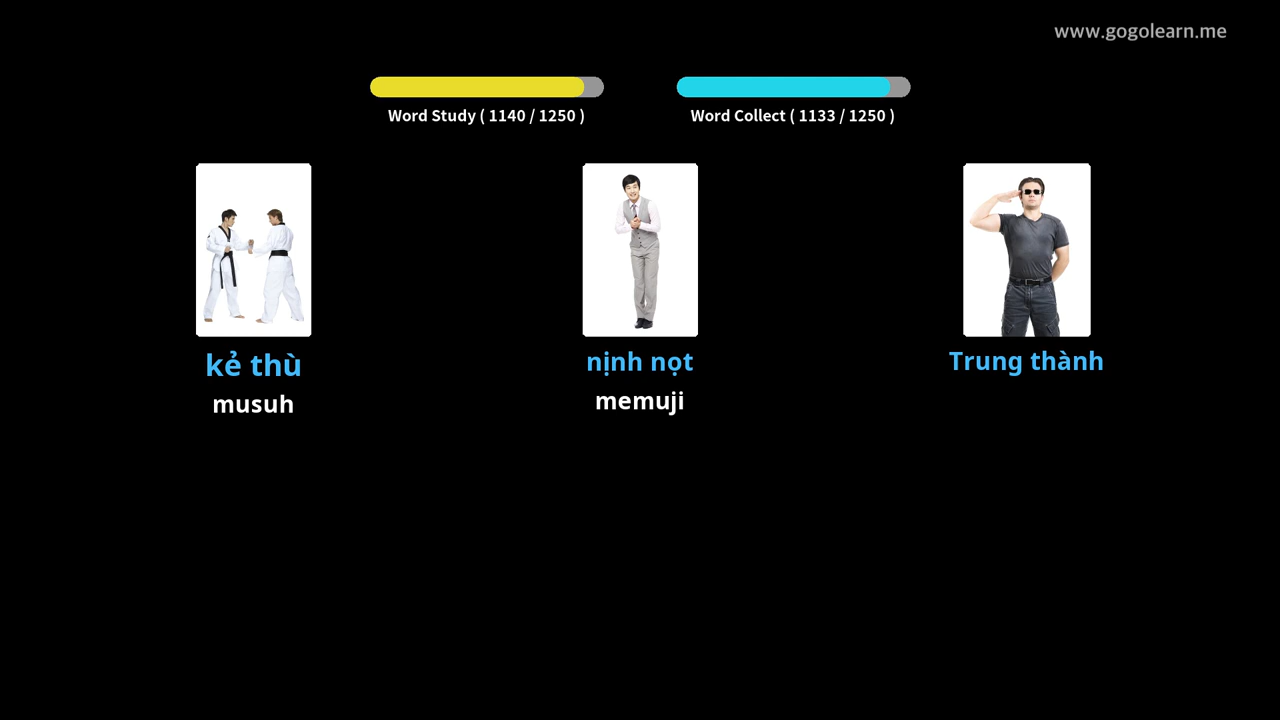 www.gogolearn.me
Word Study ( 1140 / 1250 )
Word Collect ( 1133 / 1250 )
kẻ thù
musuh
nịnh nọt
memuji
Trung thành